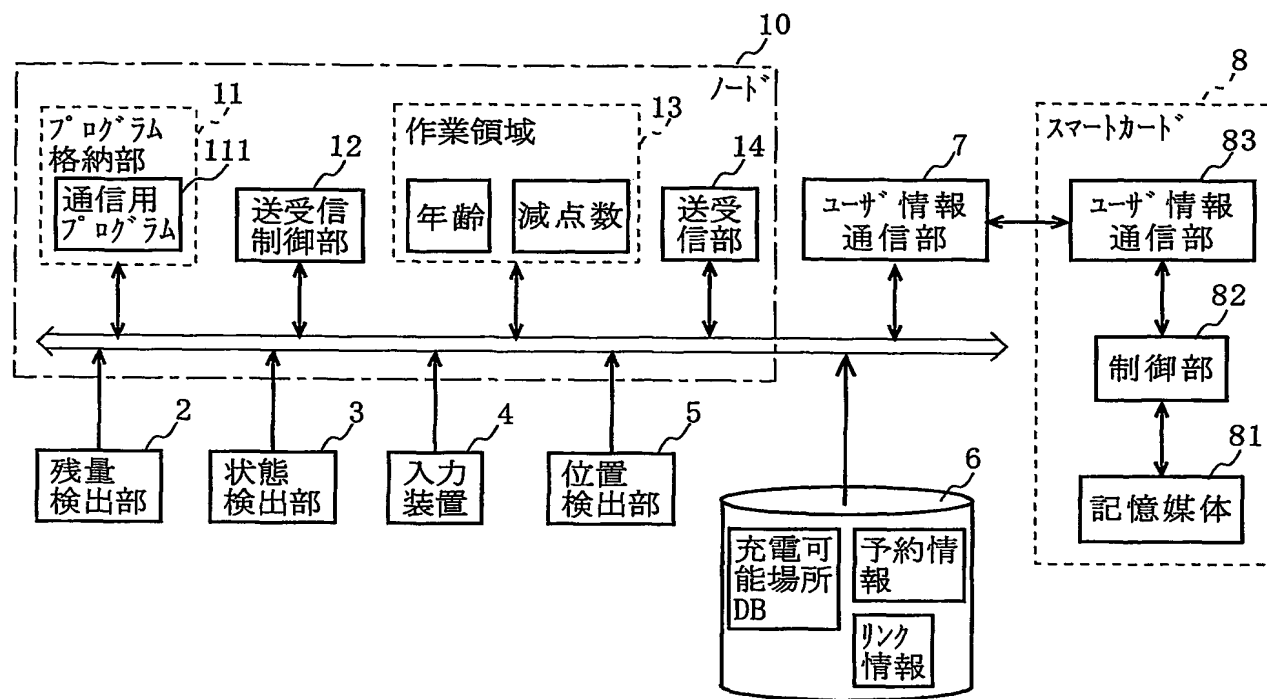 10
ノード
11
プログラム
格納部
111
通信用
プログラム
12
送受信
制御部
作業領域
13
年齢
減点数
14
送受
信部
7
ユーザ情報
通信部
8
スマートカード
83
ユーザ情報
通信部
82
制御部
81
記憶媒体
2
残量
検出部
3
状態
検出部
4
入力
装置
5
位置
検出部
6
充電可
能場所
DB
予約情
報
リンク
情報